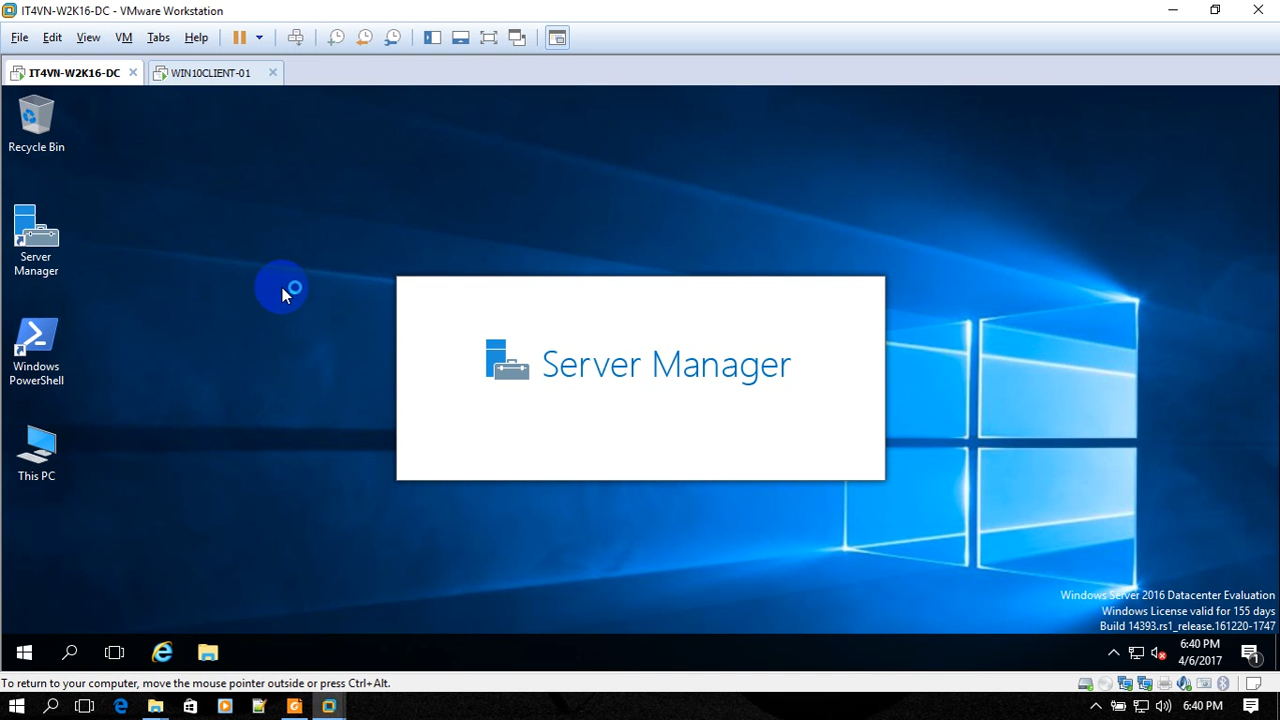 IT4VN-W2K16-DC - VMware Workstation
File Edit View VM Tabs Help
IT4VN-W2K16-DC WIN10CLIENT-01
Recycle Bin
Server
Manager
Windows
PowerShell
This PC
Server Manager
Windows Server 2016 Datacenter Evaluation
Windows License valid for 155 days
Build 14393.rs1_release.161220-1747
6:40 PM
4/6/2017
1
To return to your computer, move the mouse pointer outside or press Ctrl+Alt.
6:40 PM